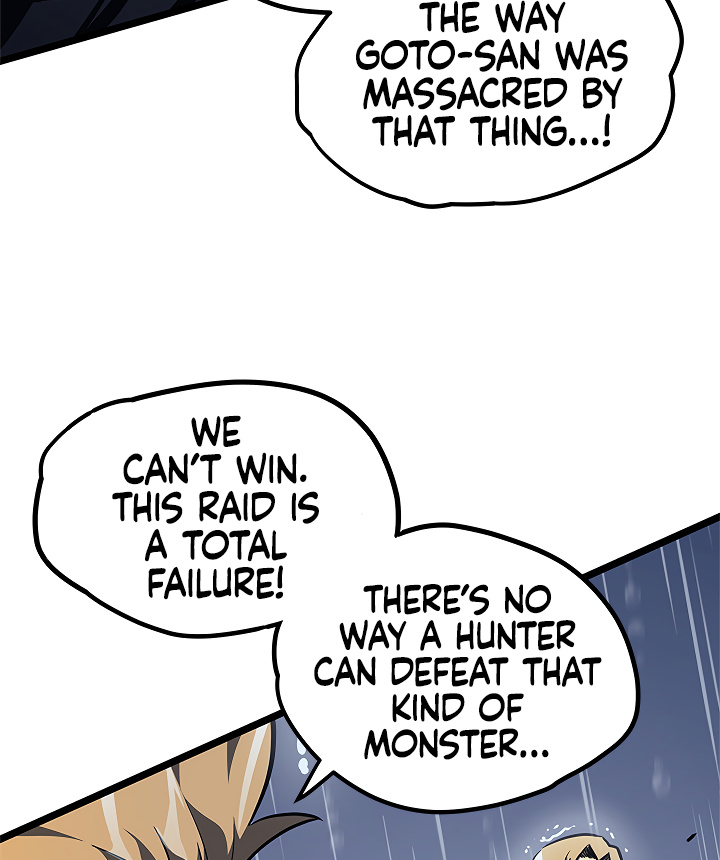 THE WAY
GOTO-SAN WAS
MASSACRED BY
THAT THING...!
WE
CAN'T WIN.
THIS RAID IS
A TOTAL
FAILURE!
THERE'S NO
WAY A HUNTER
CAN DEFEAT THAT
KIND OF
MONSTER...